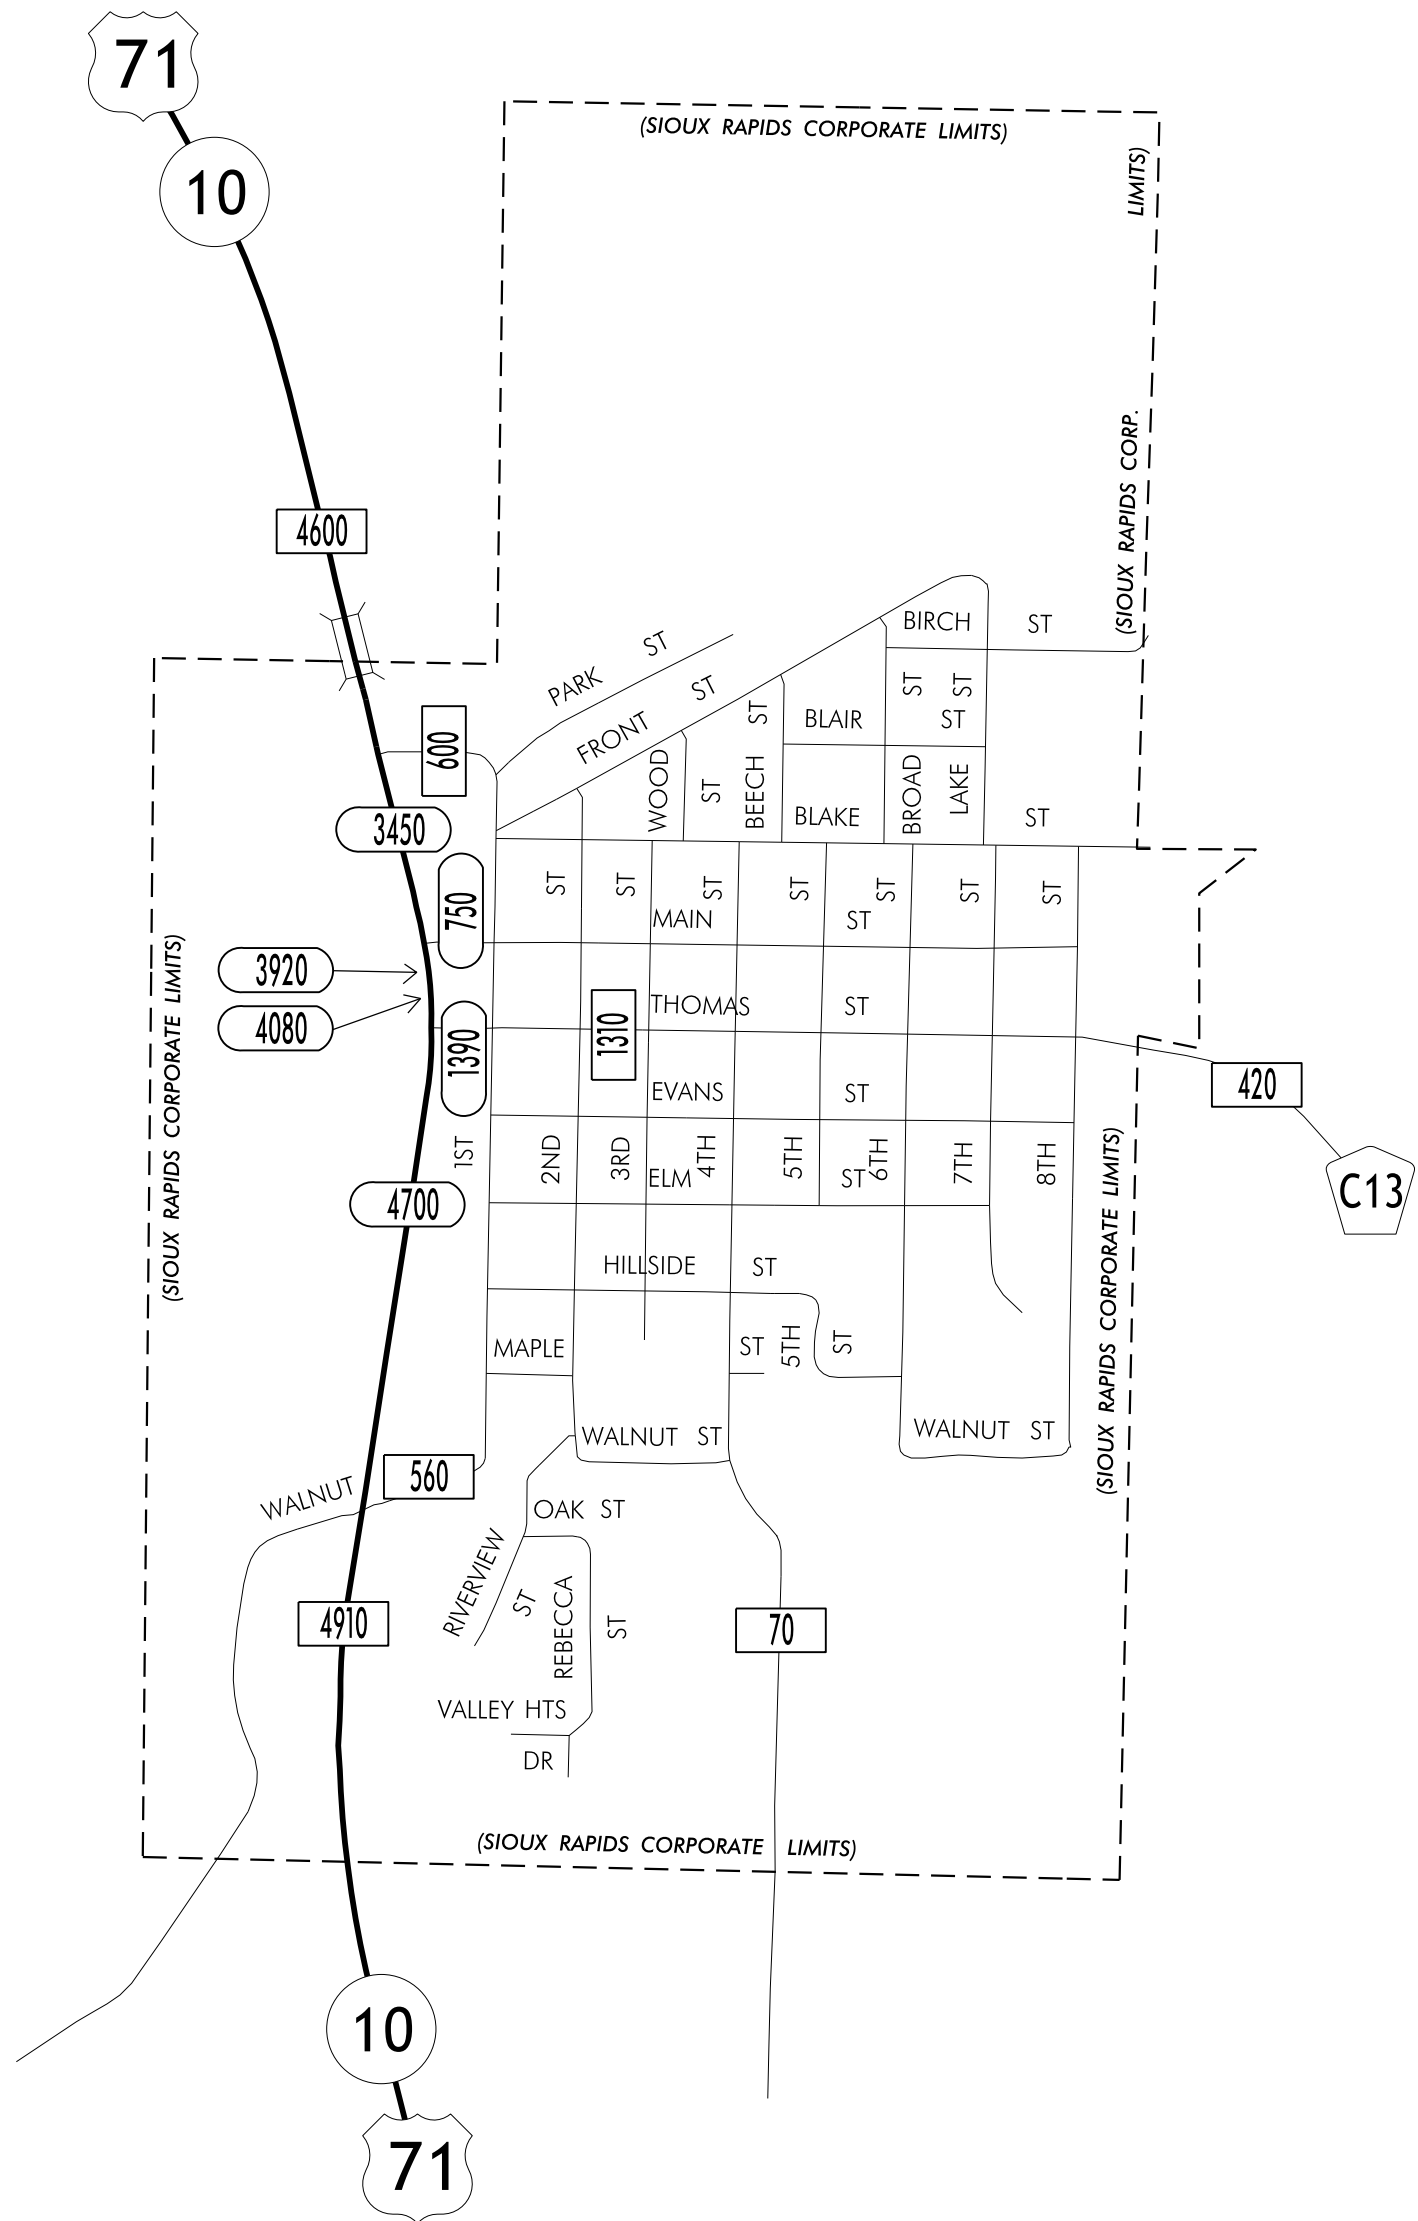 71
10
(SIOUX RAPIDS CORPORATE LIMITS)
LIMITS)
(SIOUX RAPIDS CORP.
4600
BIRCH ST
PARK ST
FRONT ST
ST
ST
BLAIR ST
600
WOOD ST
BEECH ST
BROAD
LAKE
BLAKE ST
3450
750
ST
ST
ST
ST
ST
ST
ST
MAIN ST
(SIOUX RAPIDS CORPORATE LIMITS)
3920
4080
THOMAS ST
1390
1310
420
EVANS ST
C13
1ST
2ND
3RD
4TH
5TH
6TH
7TH
8TH
ELM ST
4700
(SIOUX RAPIDS CORPORATE LIMITS)
HILLSIDE ST
MAPLE ST
5TH ST
WALNUT ST
WALNUT ST
560
WALNUT
OAK ST
RIVERVIEW ST
REBECCA ST
4910
70
VALLEY HTS
DR
(SIOUX RAPIDS CORPORATE LIMITS)
10
71